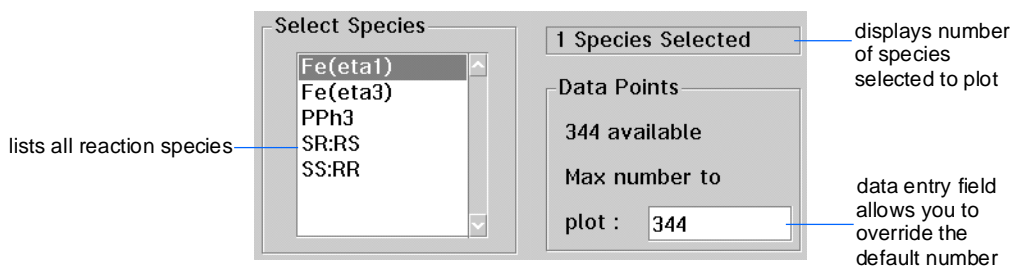 lists all reaction species
Select Species
Fe(eta1)
Fe(eta3)
PPh3
SR:RS
SS:RR
1 Species Selected
Data Points
344 available
Max number to
plot : 344
displays number
of species
selected to plot
data entry field
allows you to
override the
default number